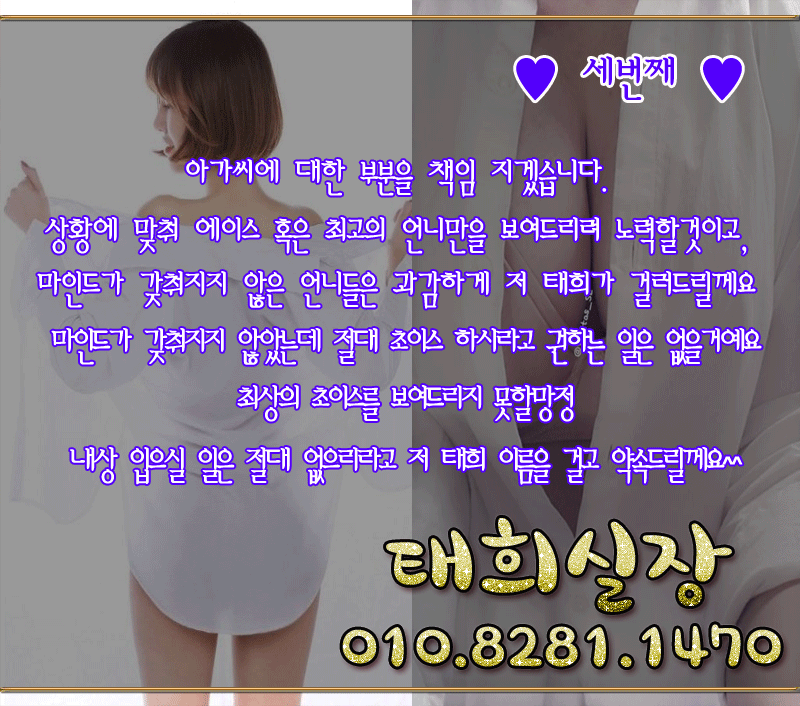 ♥ 세번째 ♥
아가씨에 대한 부분을 책임 지겠습니다.
상황에 맞춰 에이스 혹은 최고의 언니만을 보여드리려 노력할것이고,
마인드가 갖춰지지 않은 언니들은 과감하게 저 태희가 걸러드릴께요
마인드가 갖춰지지 않았는데 절대 초이스 하시라고 권하는 일은 없을거예요
최상의 초이스를 보여드리지 못할망정
내상 입으실 일은 절대 없으리라고 저 태희 이름을 걸고 약속드릴께요^^
태희실장
010.8281.1470